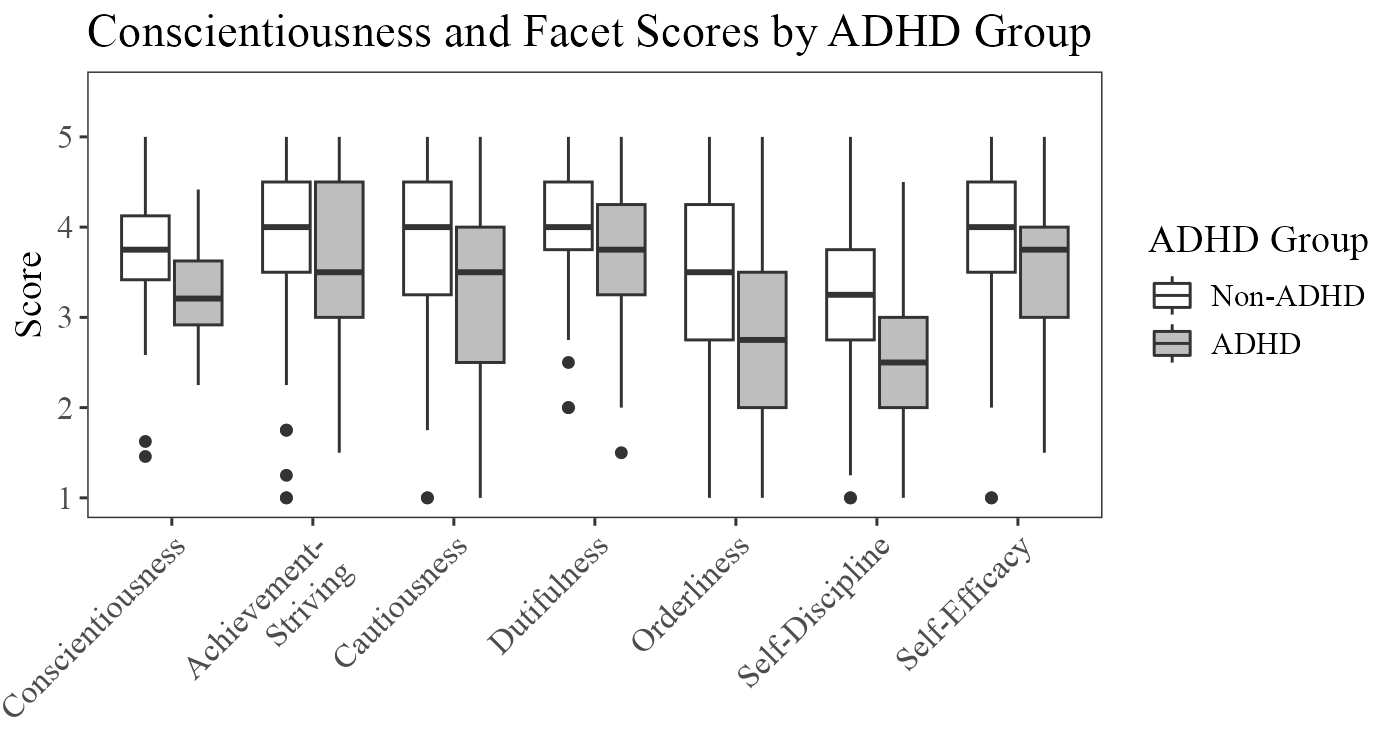 Conscientiousness and Facet Scores by ADHD Group
Score
5
4
3
2
1
Conscientiousness
Achievement-
Striving
Cautiousness
Dutifulness
Orderliness
Self-Discipline
Self-Efficacy
ADHD Group
Non-ADHD
ADHD